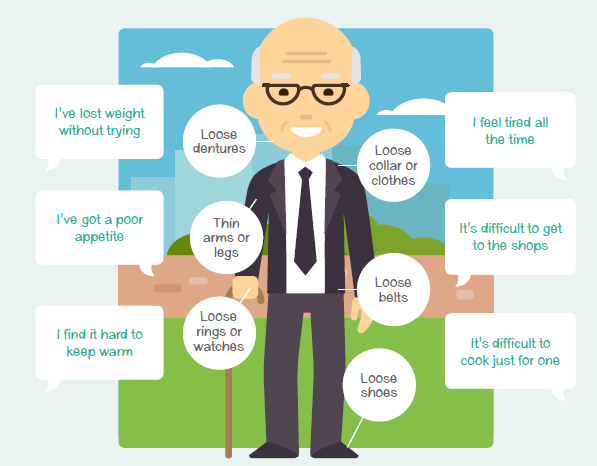 I've lost weight
without trying
I've got a poor
appetite
I find it hard to
keep warm
Loose
dentures
Thin
arms or
legs
Loose
rings or
watches
Loose
collar or
clothes
Loose
belts
Loose
shoes
I feel tired all
the time
It's difficult to get
to the shops
It's difficult to
cook just for one